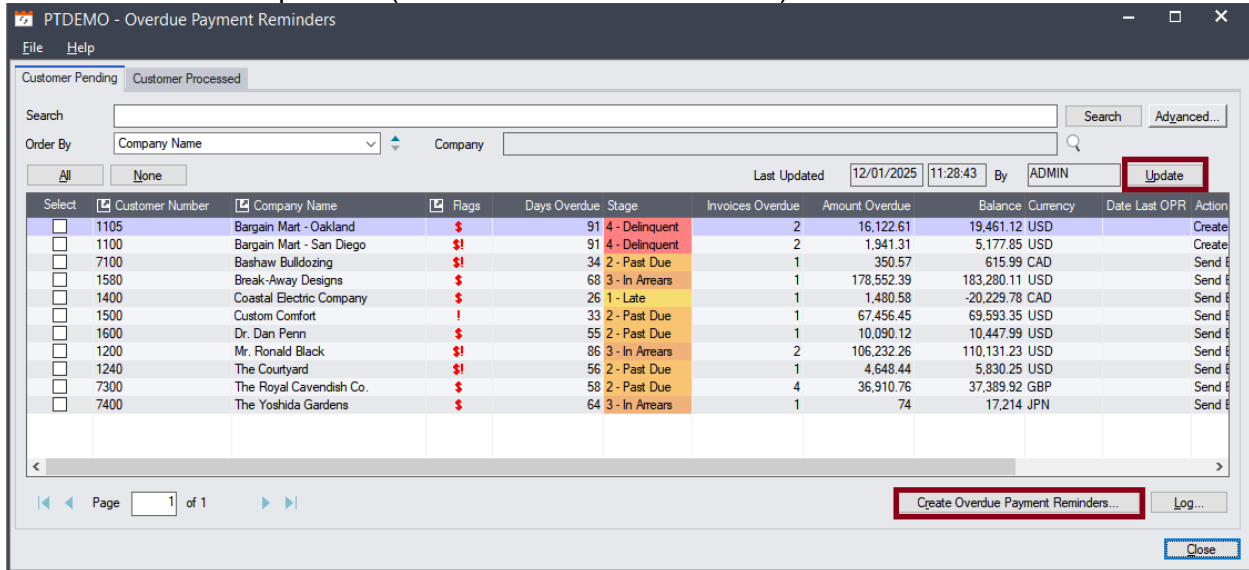 PTDEMO - Overdue Payment Reminders
File Help
Customer Pending Customer Processed
Search Search Advanced...
Order By Company Name Company
All None Last Updated 12/01/2025 11:28:43 By ADMIN Update
Select Customer Number Company Name Flags Days Overdue Stage Invoices Overdue Amount Overdue Balance Currency Date Last OPR Action
1105 Bargain Mart - Oakland $ 91 4 - Delinquent 2 16,122.61 19,461.12 USD Create
1100 Bargain Mart - San Diego $! 91 4 - Delinquent 2 1,941.31 5,177.85 USD Create
7100 Bashaw Bulldozing $! 34 2 - Past Due 1 350.57 615.99 CAD Send E
1580 Break-Away Designs $ 68 3 - In Arrears 1 178,552.39 183,280.11 USD Send E
1400 Coastal Electric Company $ 26 1 - Late 1 1,480.58 -20,229.78 CAD Send E
1500 Custom Comfort ! 33 2 - Past Due 1 67,456.45 69,593.35 USD Send E
1600 Dr. Dan Penn $ 55 2 - Past Due 1 10,090.12 10,447.99 USD Send E
1200 Mr. Ronald Black $! 86 3 - In Arrears 2 106,232.26 110,131.23 USD Send E
1240 The Courtyard $! 56 2 - Past Due 1 4,648.44 5,830.25 USD Send E
7300 The Royal Cavendish Co. $ 58 2 - Past Due 4 36,910.76 37,389.92 GBP Send E
7400 The Yoshida Gardens $ 64 3 - In Arrears 1 74 17,214 JPN Send E
Page 1 of 1 Create Overdue Payment Reminders... Log...
Close